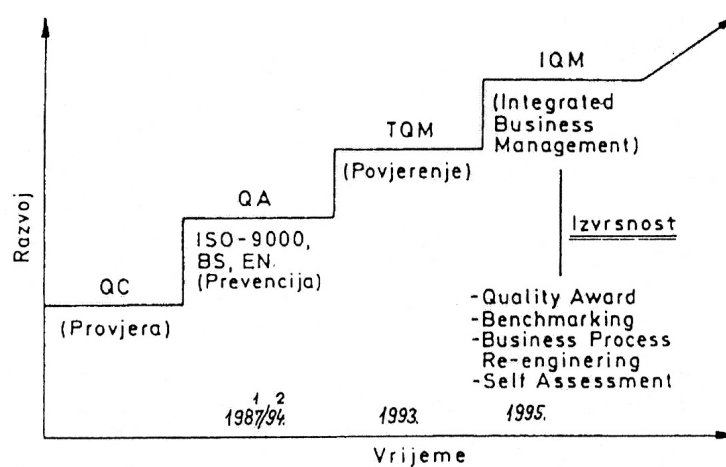 IQM
(Integrated
Business
Management)
TQM
(Povjerenje)
QA
ISO-9000,
BS, EN.
(Prevencija)
QC
(Provjera)
Izvrsnost
-Quality Award
-Benchmarking
-Business Process
Re-enginering
-Self Assessment
1 2
1987/94.
1993.
1995.
Razvoj
Vrijeme